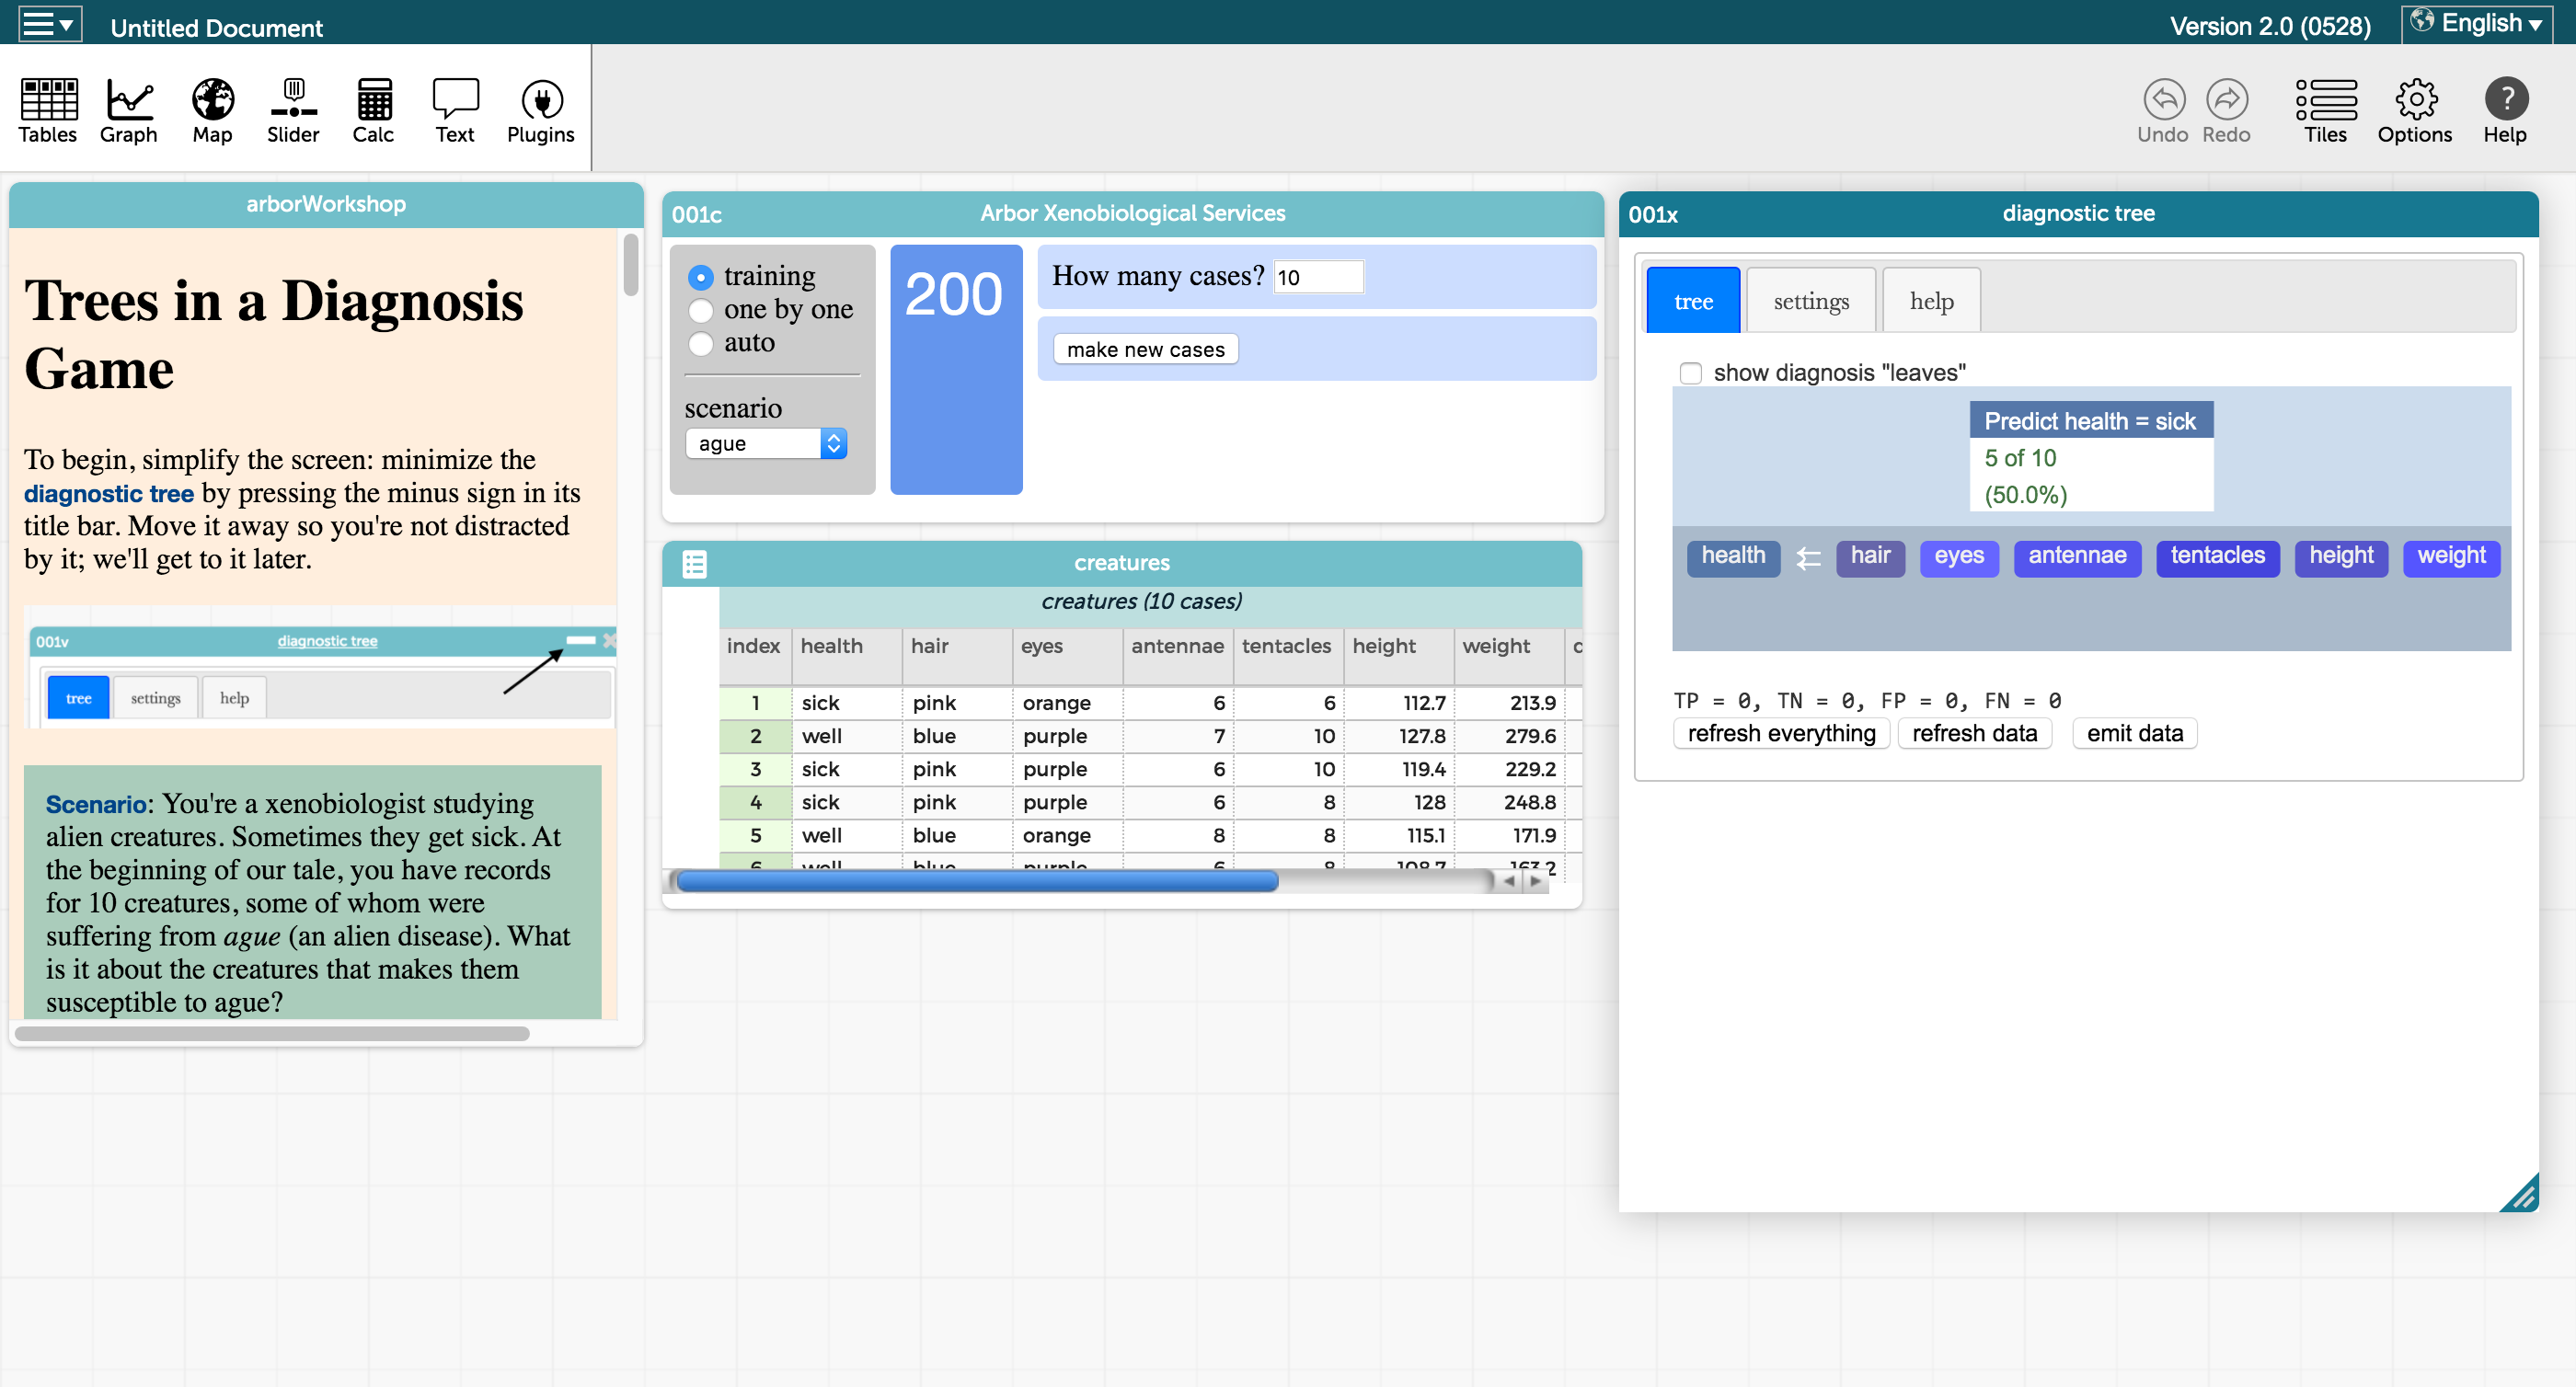 Untitled Document
Version 2.0 (0528)
English
Tables
Graph
Map
Slider
Calc
Text
Plugins
Undo
Redo
Tiles
Options
?
Help
arborWorkshop
Trees in a Diagnosis
Game
To begin, simplify the screen: minimize the
diagnostic tree by pressing the minus sign in its
title bar. Move it away so you're not distracted
by it; we'll get to it later.
001v diagnostic tree
tree settings help
Scenario: You're a xenobiologist studying
alien creatures. Sometimes they get sick. At
the beginning of our tale, you have records
for 10 creatures, some of whom were
suffering from ague (an alien disease). What
is it about the creatures that makes them
susceptible to ague?
001c Arbor Xenobiological Services
training
one by one
auto
scenario
ague
200
How many cases? 10
make new cases
creatures
creatures (10 cases)
index health hair eyes antennae tentacles height weight
1 sick pink orange 6 6 112.7 213.9
2 well blue purple 7 10 127.8 279.6
3 sick pink purple 6 10 119.4 229.2
4 sick pink purple 6 8 128 248.8
5 well blue orange 8 8 115.1 171.9
6 well blue purple 6 8 108.7 163.2
001x diagnostic tree
tree settings help
show diagnosis "leaves"
Predict health = sick
5 of 10
(50.0%)
health ⇇ hair eyes antennae tentacles height weight
TP = 0, TN = 0, FP = 0, FN = 0
refresh everything refresh data emit data